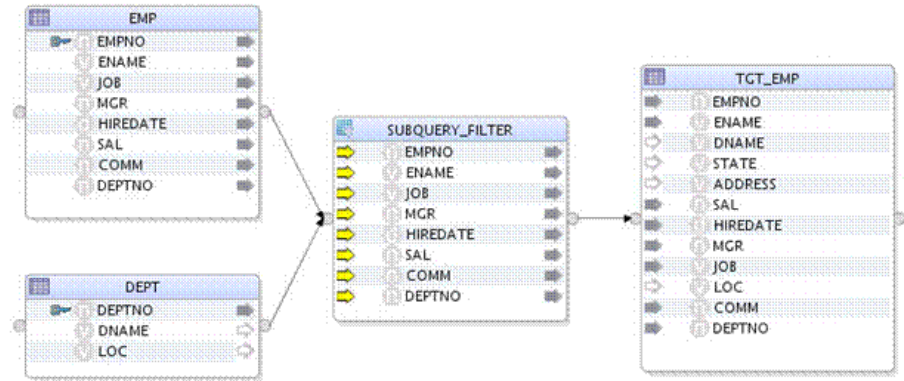 EMP
EMPNO
ENAME
JOB
MGR
HIREDATE
SAL
COMM
DEPTNO
DEPT
DEPTNO
DNAME
LOC
SUBQUERY_FILTER
EMPNO
ENAME
JOB
MGR
HIREDATE
SAL
COMM
DEPTNO
TGT_EMP
EMPNO
ENAME
DNAME
STATE
ADDRESS
SAL
HIREDATE
MGR
JOB
LOC
COMM
DEPTNO